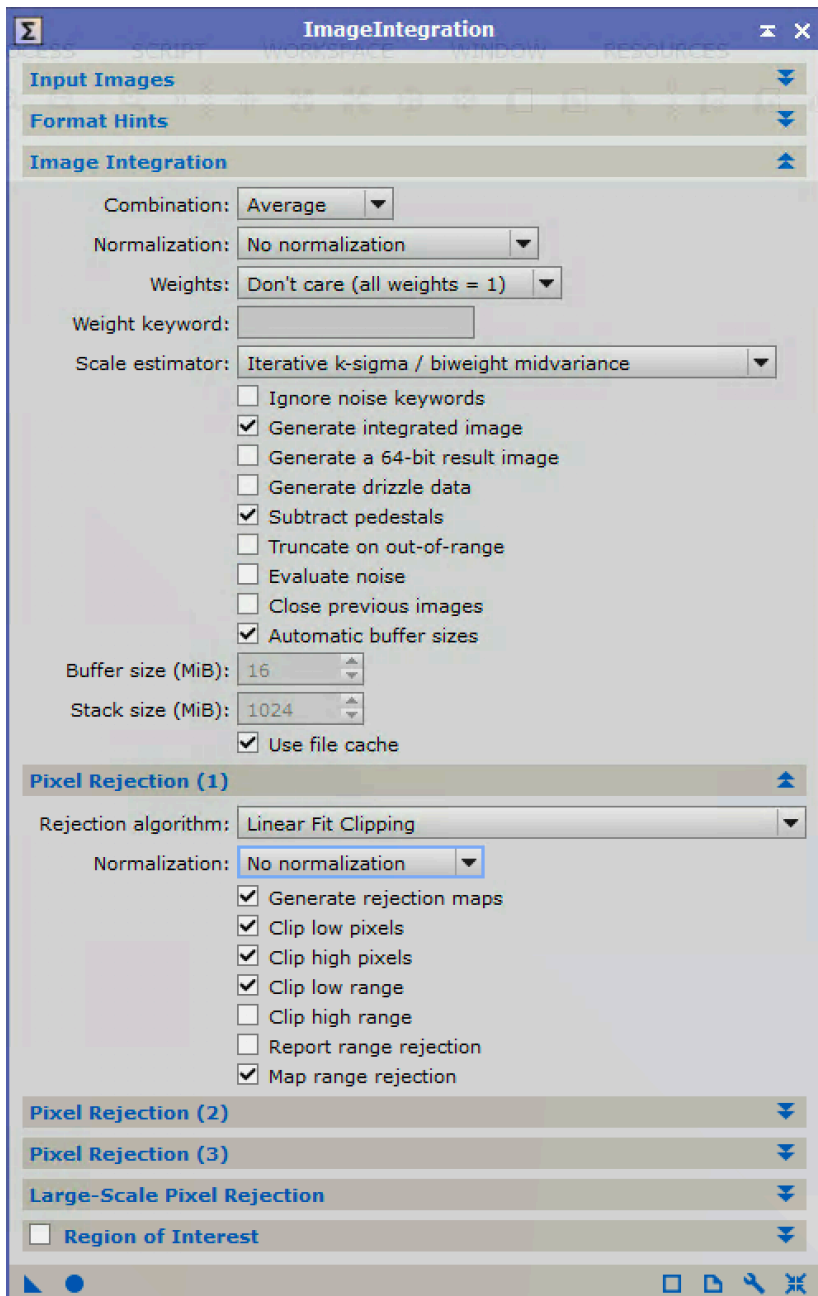 Σ ImageIntegration
PROCESS SCRIPT WORKSPACE WINDOW RESOURCES
Input Images
Format Hints
Image Integration
Combination: Average
Normalization: No normalization
Weights: Don't care (all weights = 1)
Weight keyword:
Scale estimator: Iterative k-sigma / biweight midvariance
Ignore noise keywords
Generate integrated image
Generate a 64-bit result image
Generate drizzle data
Subtract pedestals
Truncate on out-of-range
Evaluate noise
Close previous images
Automatic buffer sizes
Buffer size (MiB): 16
Stack size (MiB): 1024
Use file cache
Pixel Rejection (1)
Rejection algorithm: Linear Fit Clipping
Normalization: No normalization
Generate rejection maps
Clip low pixels
Clip high pixels
Clip low range
Clip high range
Report range rejection
Map range rejection
Pixel Rejection (2)
Pixel Rejection (3)
Large-Scale Pixel Rejection
Region of Interest